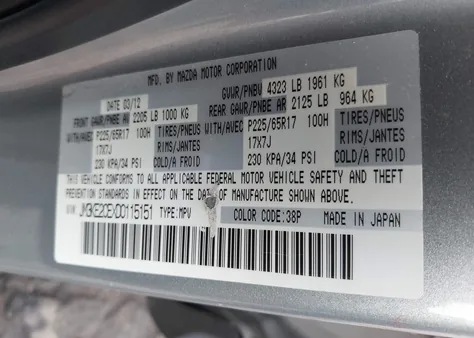 MFD. BY MAZDA MOTOR CORPORATION
DATE 03/12 GVWR/PNBV 4323 LB 1961 KG
FRONT GAWR/PNBE AV 2205 LB 1000 KG REAR GAWR/PNBE AR 2125 LB 964 KG
WITH/AVEC P225/65R17 100H TIRES/PNEUS WITH/AVEC P225/65R17 100H TIRES/PNEUS
17X7J RIMS/JANTES 17X7J
230 KPA/34 PSI COLD/A FROID 230 KPA/34 PSI COLD/A FROID
THIS VEHICLE CONFORMS TO ALL APPLICABLE FEDERAL MOTOR VEHICLE SAFETY AND THEFT
PREVENTION STANDARDS IN EFFECT ON THE DATE OF MANUFACTURE SHOWN ABOVE.
VIN JM3KE2CEXD0115151 TYPE:MPV COLOR CODE:38P MADE IN JAPAN